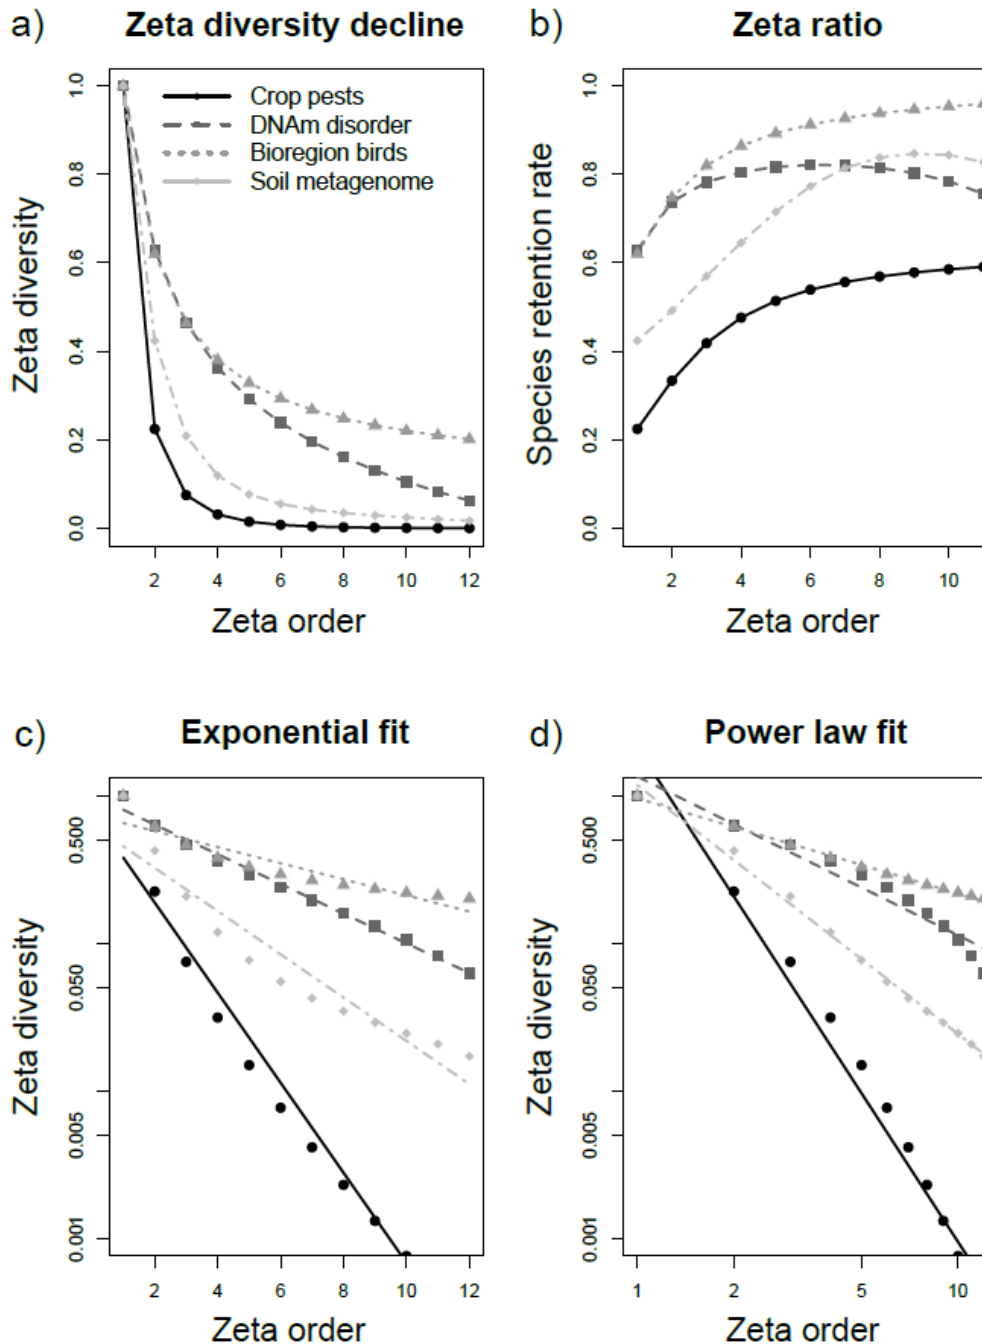 a) Zeta diversity decline
Crop pests
DNAm disorder
Bioregion birds
Soil metagenome
Zeta diversity
1.0
0.8
0.6
0.4
0.2
0.0
2 4 6 8 10 12
Zeta order
b) Zeta ratio
Species retention rate
1.0
0.8
0.6
0.4
0.2
0.0
2 4 6 8 10
Zeta order
c) Exponential fit
Zeta diversity
0.500
0.050
0.005
0.001
2 4 6 8 10 12
Zeta order
d) Power law fit
Zeta diversity
0.500
0.050
0.005
0.001
1 2 5 10
Zeta order